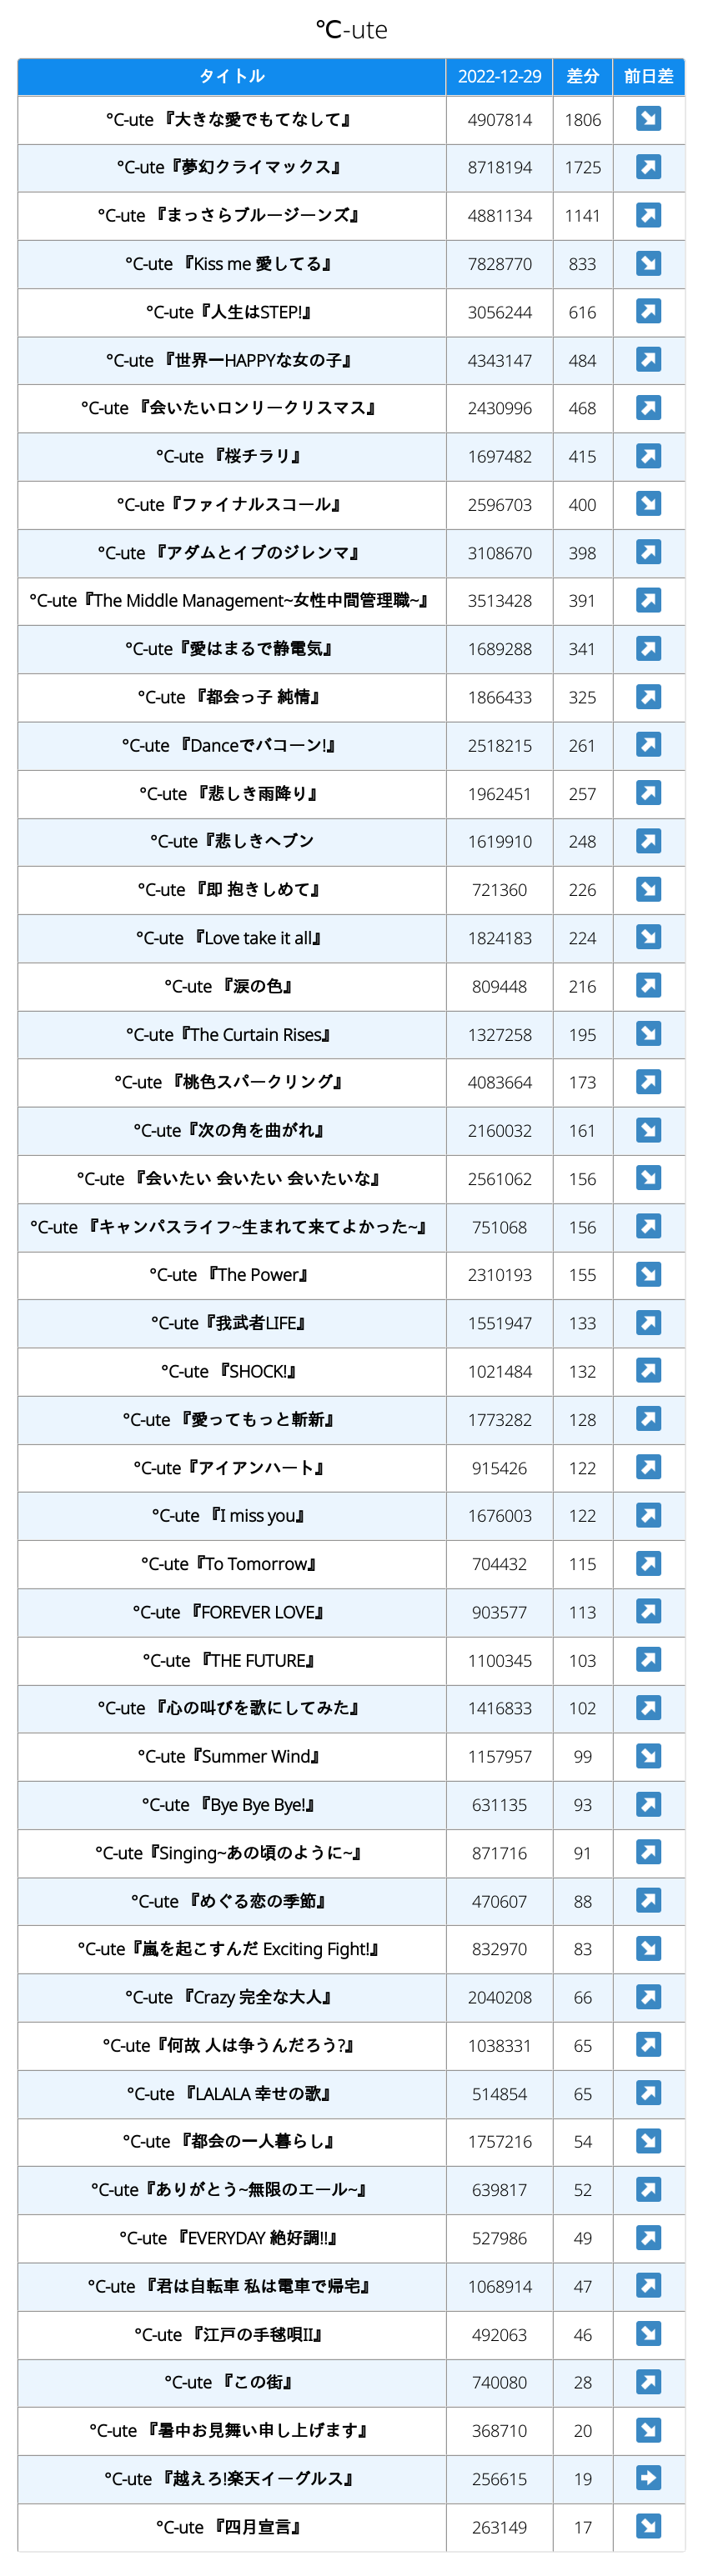 ℃-ute
タイトル 2022-12-29 差分 前日差
°C-ute 『大きな愛でもてなして』 4907814 1806 ↘
°C-ute『夢幻クライマックス』 8718194 1725 ↗
°C-ute 『まっさらブルージーンズ』 4881134 1141 ↗
°C-ute 『Kiss me 愛してる』 7828770 833 ↘
°C-ute『人生はSTEP!』 3056244 616 ↗
°C-ute 『世界一HAPPYな女の子』 4343147 484 ↗
°C-ute 『会いたいロンリークリスマス』 2430996 468 ↗
°C-ute 『桜チラリ』 1697482 415 ↗
°C-ute『ファイナルスコール』 2596703 400 ↘
°C-ute 『アダムとイブのジレンマ』 3108670 398 ↗
°C-ute『The Middle Management~女性中間管理職~』 3513428 391 ↗
°C-ute『愛はまるで静電気』 1689288 341 ↗
°C-ute 『都会っ子 純情』 1866433 325 ↗
°C-ute 『Danceでバコーン!』 2518215 261 ↗
°C-ute 『悲しき雨降り』 1962451 257 ↗
°C-ute『悲しきヘブン 1619910 248 ↗
°C-ute 『即 抱きしめて』 721360 226 ↘
°C-ute 『Love take it all』 1824183 224 ↘
°C-ute 『涙の色』 809448 216 ↗
°C-ute『The Curtain Rises』 1327258 195 ↘
°C-ute 『桃色スパークリング』 4083664 173 ↗
°C-ute『次の角を曲がれ』 2160032 161 ↘
°C-ute 『会いたい 会いたい 会いたいな』 2561062 156 ↘
°C-ute 『キャンパスライフ~生まれて来てよかった~』 751068 156 ↗
°C-ute 『The Power』 2310193 155 ↘
°C-ute『我武者LIFE』 1551947 133 ↗
°C-ute 『SHOCK!』 1021484 132 ↗
°C-ute 『愛ってもっと斬新』 1773282 128 ↗
°C-ute『アイアンハート』 915426 122 ↗
°C-ute 『I miss you』 1676003 122 ↗
°C-ute『To Tomorrow』 704432 115 ↗
°C-ute 『FOREVER LOVE』 903577 113 ↗
°C-ute 『THE FUTURE』 1100345 103 ↗
°C-ute 『心の叫びを歌にしてみた』 1416833 102 ↗
°C-ute『Summer Wind』 1157957 99 ↘
°C-ute 『Bye Bye Bye!』 631135 93 ↗
°C-ute『Singing~あの頃のように~』 871716 91 ↗
°C-ute 『めぐる恋の季節』 470607 88 ↗
°C-ute『嵐を起こすんだ Exciting Fight!』 832970 83 ↘
°C-ute 『Crazy 完全な大人』 2040208 66 ↗
°C-ute『何故 人は争うんだろう?』 1038331 65 ↗
°C-ute 『LALALA 幸せの歌』 514854 65 ↗
°C-ute 『都会の一人暮らし』 1757216 54 ↘
°C-ute『ありがとう~無限のエール~』 639817 52 ↗
°C-ute 『EVERYDAY 絶好調!!』 527986 49 ↗
°C-ute 『君は自転車 私は電車で帰宅』 1068914 47 ↗
°C-ute 『江戸の手毬唄II』 492063 46 ↘
°C-ute 『この街』 740080 28 ↗
°C-ute 『暑中お見舞い申し上げます』 368710 20 ↘
°C-ute 『越えろ!楽天イーグルス』 256615 19 →
°C-ute 『四月宣言』 263149 17 ↘